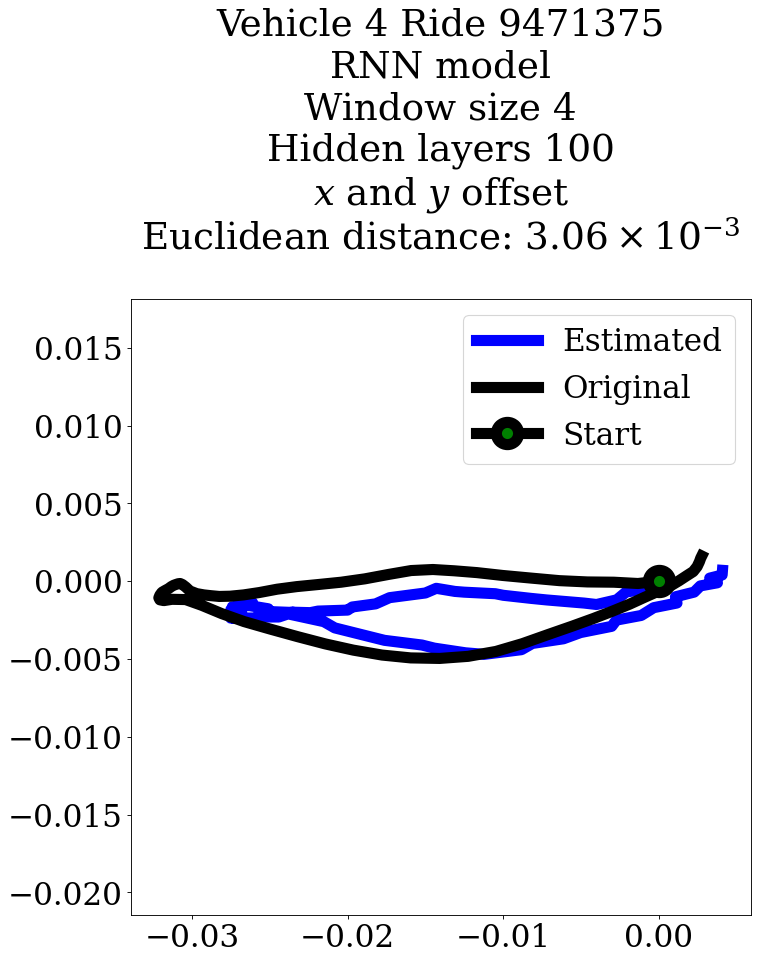 Vehicle 4 Ride 9471375
RNN model
Window size 4
Hidden layers 100
x and y offset
Euclidean distance: 3.06 × 10⁻³
Estimated
Original
Start
0.015
0.010
0.005
0.000
−0.005
−0.010
−0.015
−0.020
−0.03 −0.02 −0.01 0.00